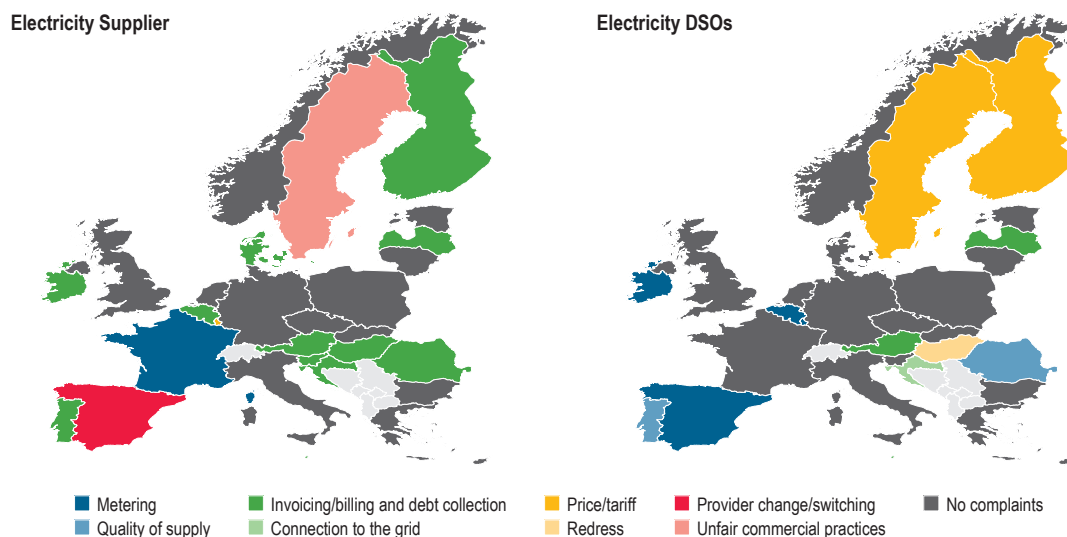 Electricity Supplier
Electricity DSOs
Metering
Invoicing/billing and debt collection
Price/tariff
Provider change/switching
No complaints
Quality of supply
Connection to the grid
Redress
Unfair commercial practices